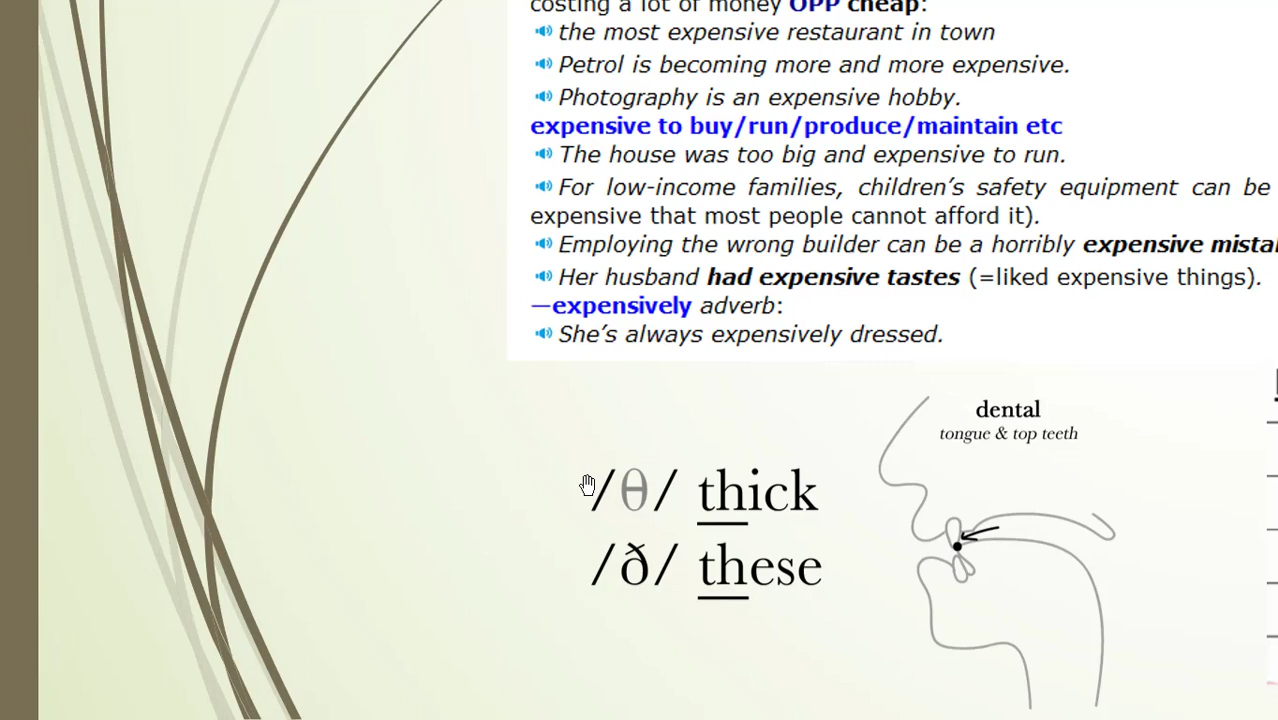 costing a lot of money OPP cheap:
the most expensive restaurant in town
Petrol is becoming more and more expensive.
Photography is an expensive hobby.
expensive to buy/run/produce/maintain etc
The house was too big and expensive to run.
For low-income families, children’s safety equipment can be
expensive that most people cannot afford it).
Employing the wrong builder can be a horribly expensive
Her husband had expensive tastes (=liked expensive things).
—expensively adverb:
She’s always expensively dressed.
dental
tongue & top teeth
/θ/ thick
/ð/ these